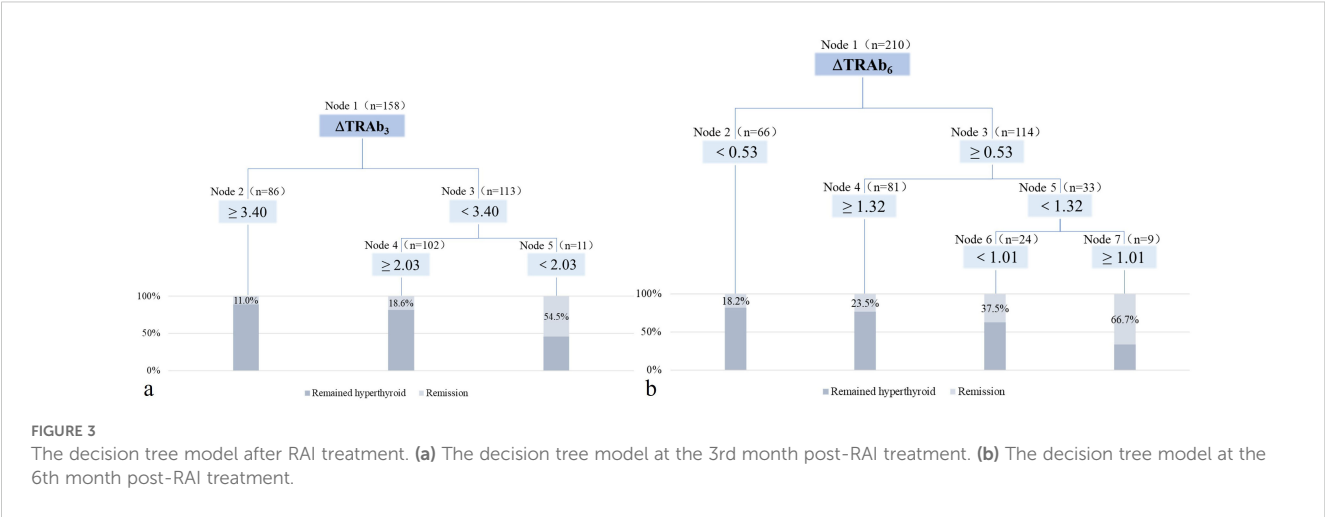 Node 1（n=158）
ΔTRAb3
Node 2（n=86）
≥ 3.40
Node 3（n=113）
< 3.40
Node 4（n=102）
≥ 2.03
Node 5（n=11）
< 2.03
100%
50%
0%
11.0%
18.6%
54.5%
a
Remained hyperthyroid Remission
Node 1（n=210）
ΔTRAb6
Node 2（n=66）
< 0.53
Node 3（n=114）
≥ 0.53
Node 4（n=81）
≥ 1.32
Node 5（n=33）
< 1.32
Node 6（n=24）
< 1.01
Node 7（n=9）
≥ 1.01
100%
50%
0%
18.2%
23.5%
37.5%
66.7%
b
Remained hyperthyroid Remission
FIGURE 3
The decision tree model after RAI treatment. (a) The decision tree model at the 3rd month post-RAI treatment. (b) The decision tree model at the
6th month post-RAI treatment.